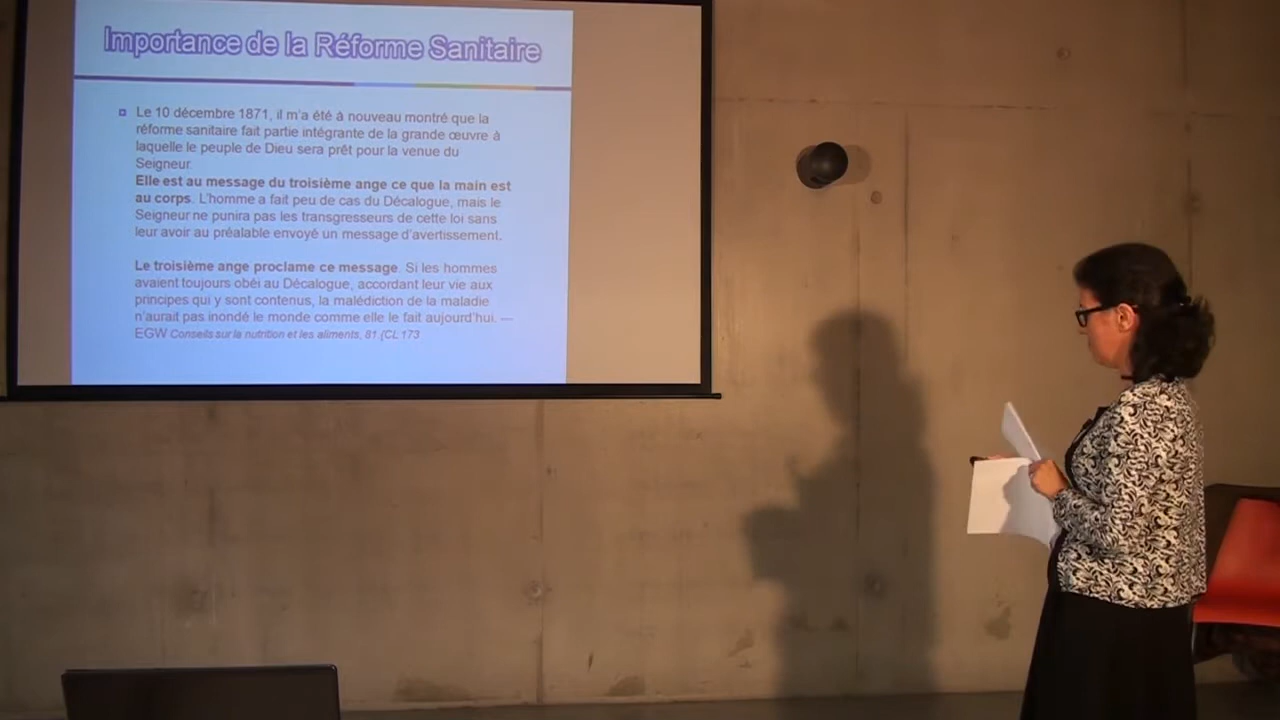 Importance de la Réforme Sanitaire
Le 10 décembre 1871, il m'a été à nouveau montré que la
réforme sanitaire fait partie intégrante de la grande œuvre à
laquelle le peuple de Dieu sera prêt pour la venue du
Seigneur.
Elle est au message du troisième ange ce que la main est
au corps. L'homme a fait peu de cas du Décalogue, mais le
Seigneur ne punira pas les transgresseurs de cette loi sans
leur avoir au préalable envoyé un message d'avertissement.
Le troisième ange proclame ce message. Si les hommes
avaient toujours obéi au Décalogue, accordant leur vie aux
principes qui y sont contenus, la malédiction de la maladie
n'aurait pas inondé le monde comme elle le fait aujourd'hui. —
EGW Conseils sur la nutrition et les aliments, 81 {CL 173